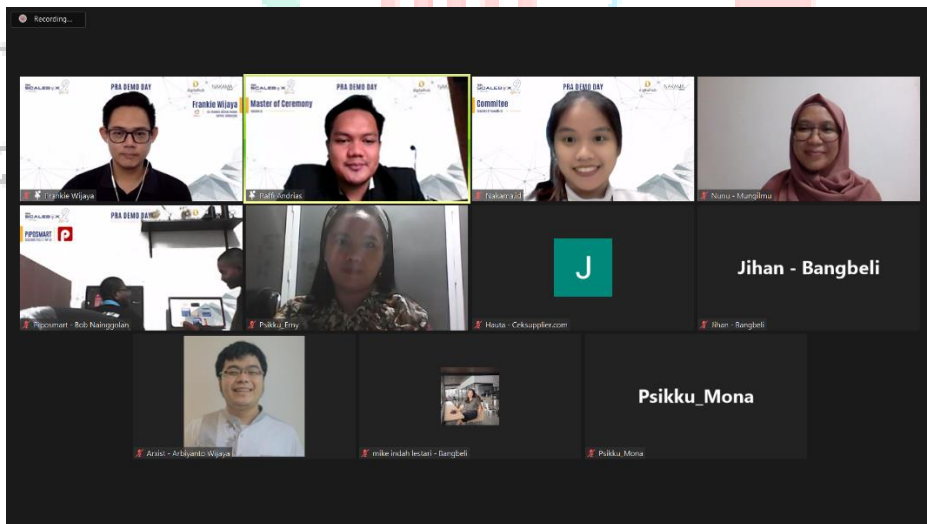 Recording...
PRA DEMO DAY
Frankie Wijaya
Frankie Wijaya
PRA DEMO DAY
Master of Ceremony
Raffi Andrias
PRA DEMO DAY
Commitee
Nakama.id
Nunu - Mungilmu
PRA DEMO DAY
PIPOSMART
Piposmart - Bob Nainggolan
Psikku_Emy
J
Hauta - Ceksupplier.com
Jihan - Bangbeli
Jihan - Bangbeli
Arxist - Arbiyanto Wijaya
mike indah lestari - Bangbeli
Psikku_Mona
Psikku_Mona